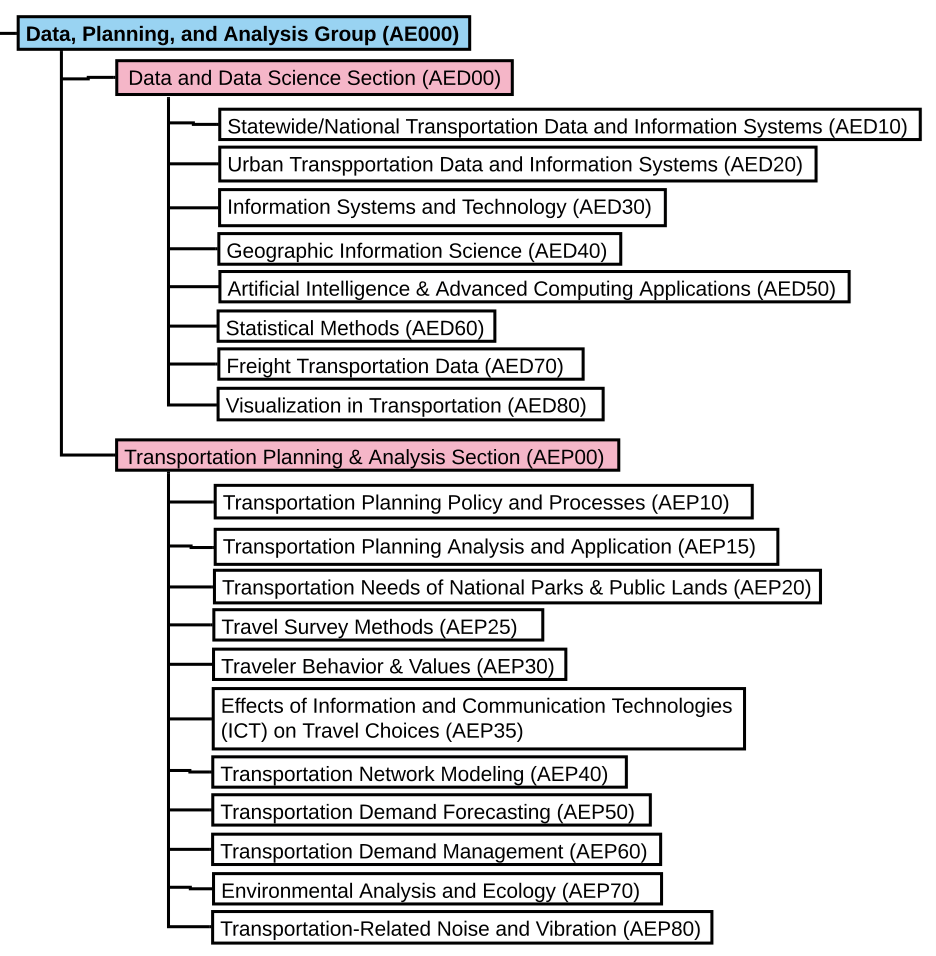 Data, Planning, and Analysis Group (AE000)
Data and Data Science Section (AED00)
Statewide/National Transportation Data and Information Systems (AED10)
Urban Transpportation Data and Information Systems (AED20)
Information Systems and Technology (AED30)
Geographic Information Science (AED40)
Artificial Intelligence & Advanced Computing Applications (AED50)
Statistical Methods (AED60)
Freight Transportation Data (AED70)
Visualization in Transportation (AED80)
Transportation Planning & Analysis Section (AEP00)
Transportation Planning Policy and Processes (AEP10)
Transportation Planning Analysis and Application (AEP15)
Transportation Needs of National Parks & Public Lands (AEP20)
Travel Survey Methods (AEP25)
Traveler Behavior & Values (AEP30)
Effects of Information and Communication Technologies
(ICT) on Travel Choices (AEP35)
Transportation Network Modeling (AEP40)
Transportation Demand Forecasting (AEP50)
Transportation Demand Management (AEP60)
Environmental Analysis and Ecology (AEP70)
Transportation-Related Noise and Vibration (AEP80)